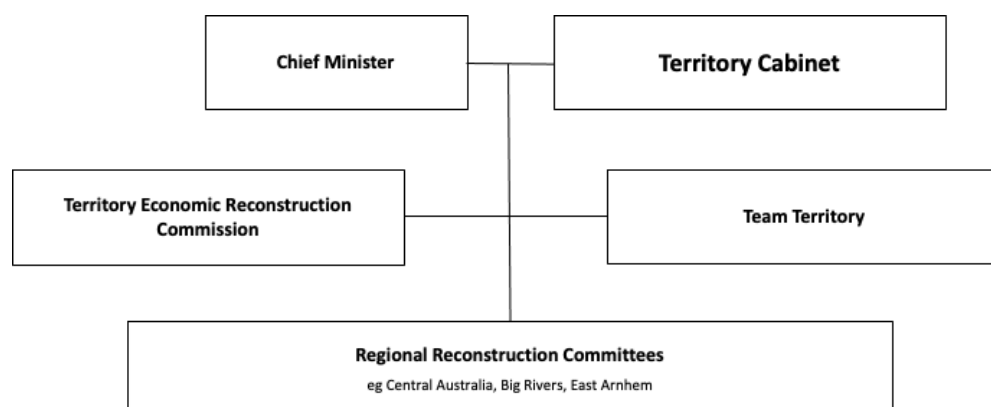 Chief Minister
Territory Cabinet
Territory Economic Reconstruction
Commission
Team Territory
Regional Reconstruction Committees
eg Central Australia, Big Rivers, East Arnhem